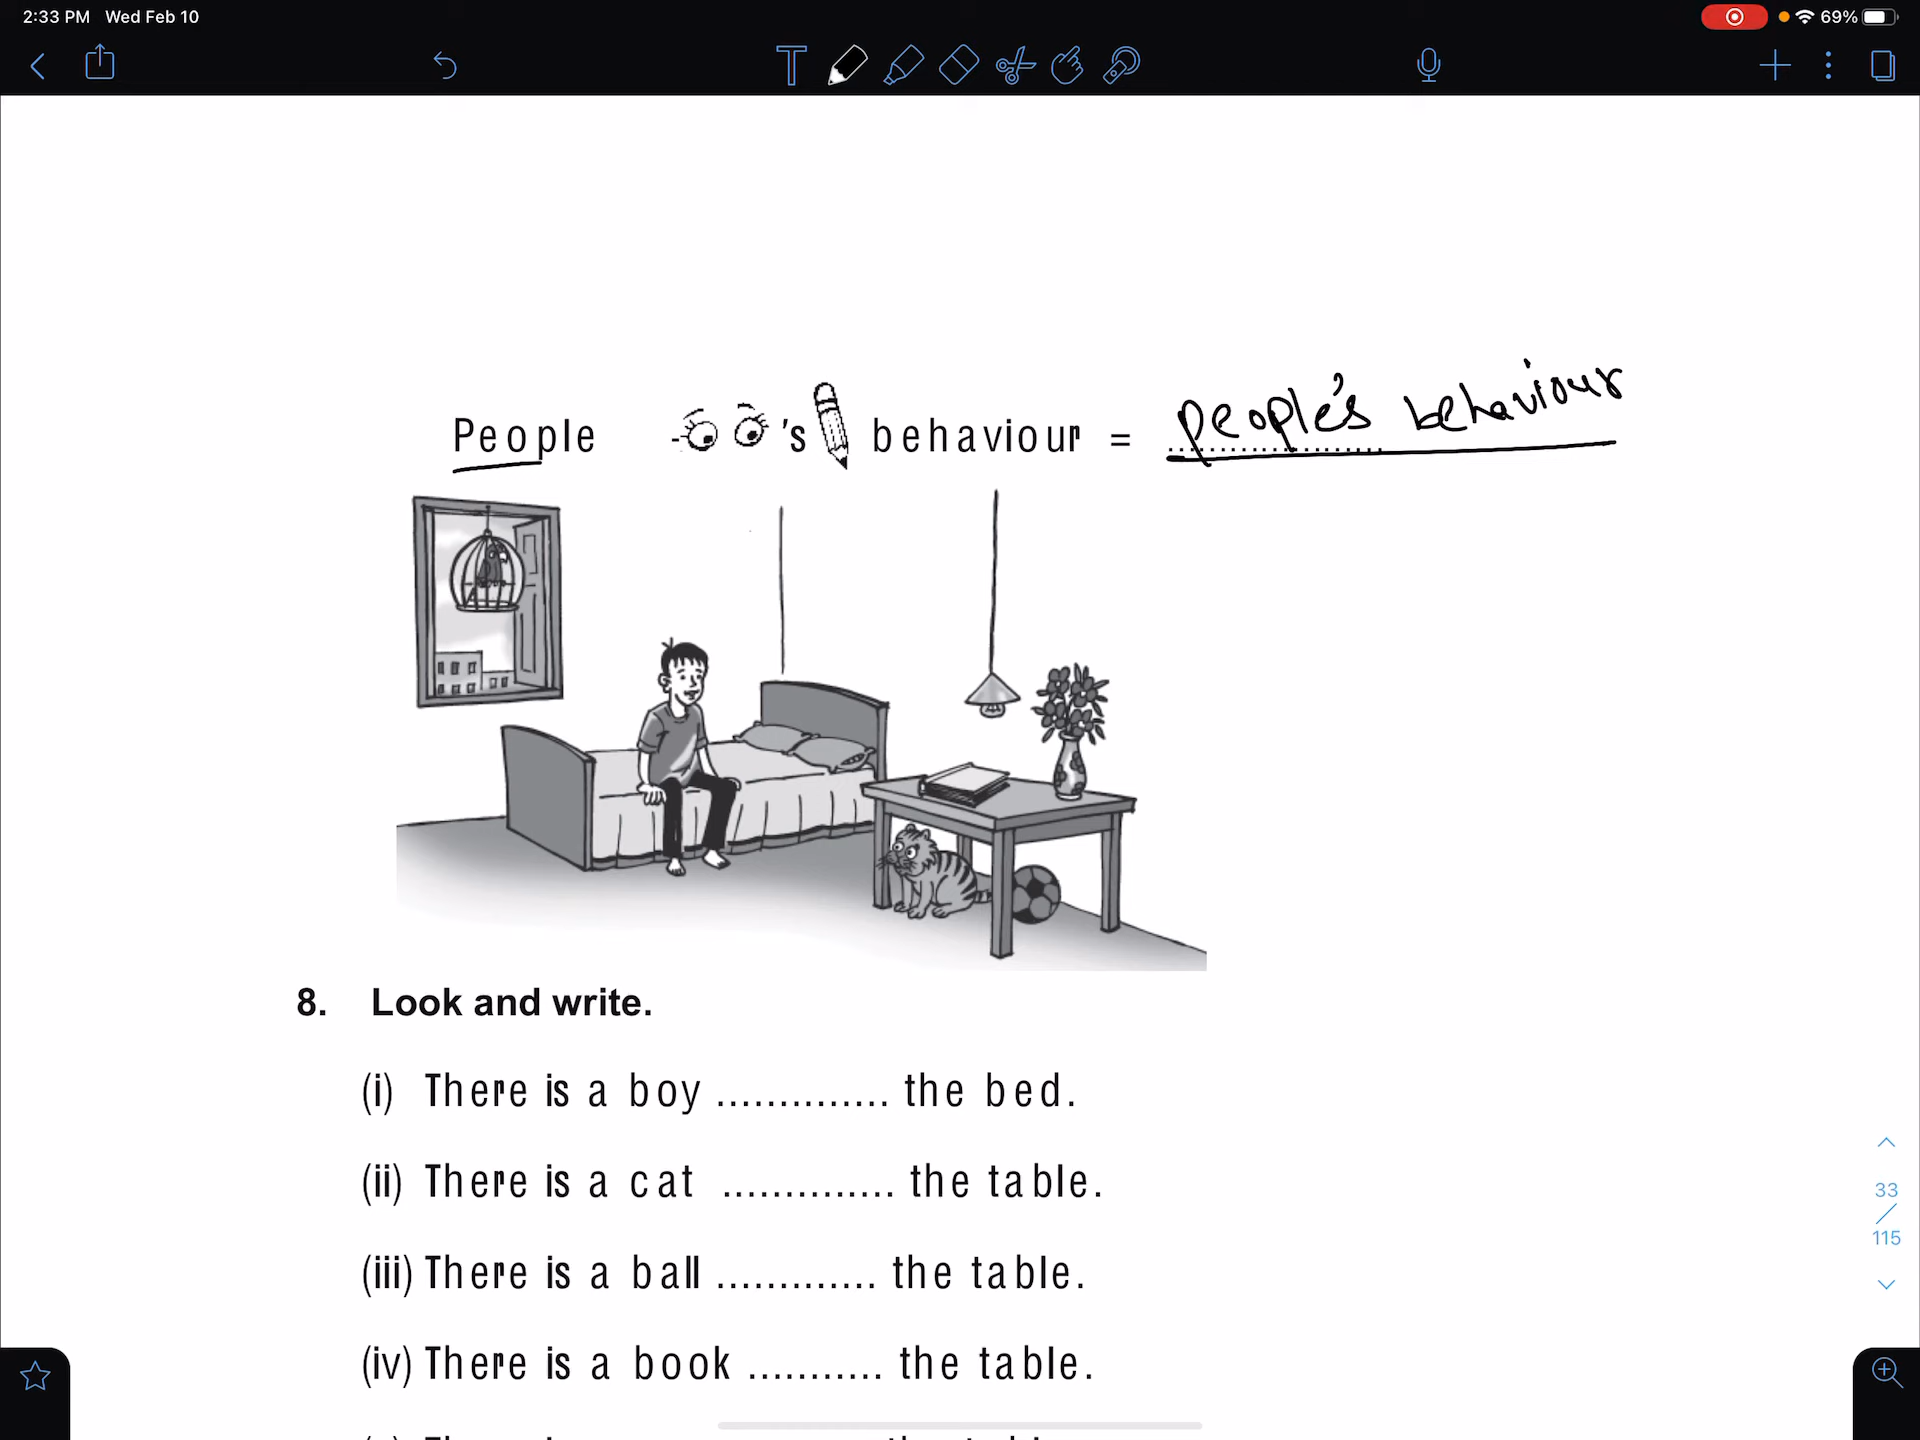 2:33 PM Wed Feb 10
69%
People 's behaviour = people's behaviour
8. Look and write.
(i) There is a boy .............. the bed.
(ii) There is a cat .............. the table.
(iii) There is a ball ............. the table.
(iv) There is a book ........... the table.
33
/
115